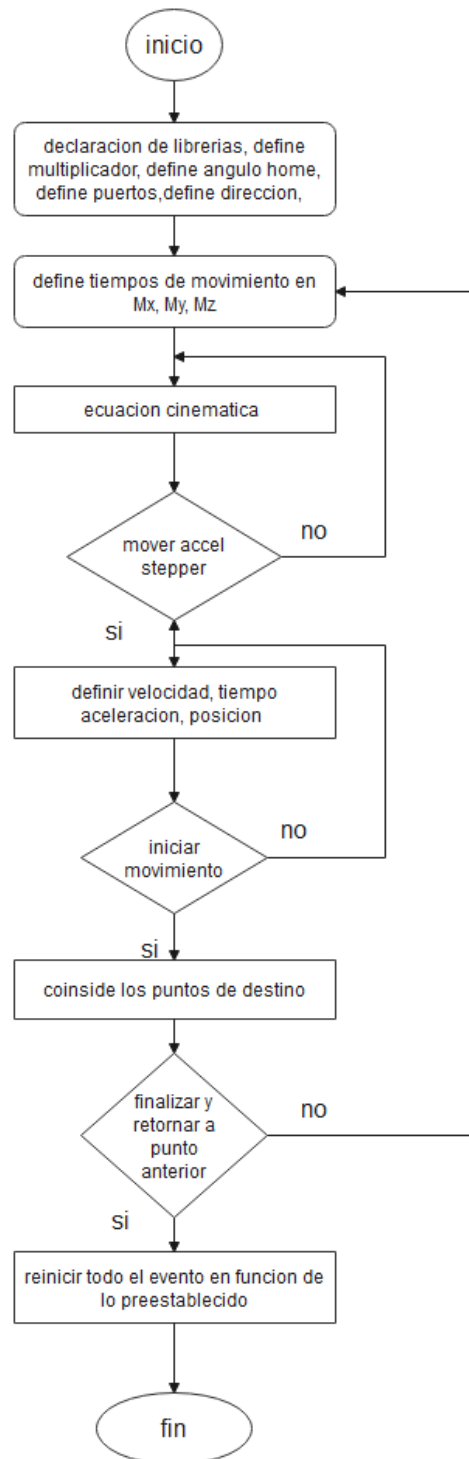 inicio
declaracion de librerias, define
multiplicador, define angulo home,
define puertos,define direccion,
define tiempos de movimiento en
Mx, My, Mz
ecuacion cinematica
mover accel
stepper
no
si
definir velocidad, tiempo
aceleracion, posicion
iniciar
movimiento
no
si
coinside los puntos de destino
finalizar y
retornar a
punto
anterior
no
si
reinicir todo el evento en funcion de
lo preestablecido
fin